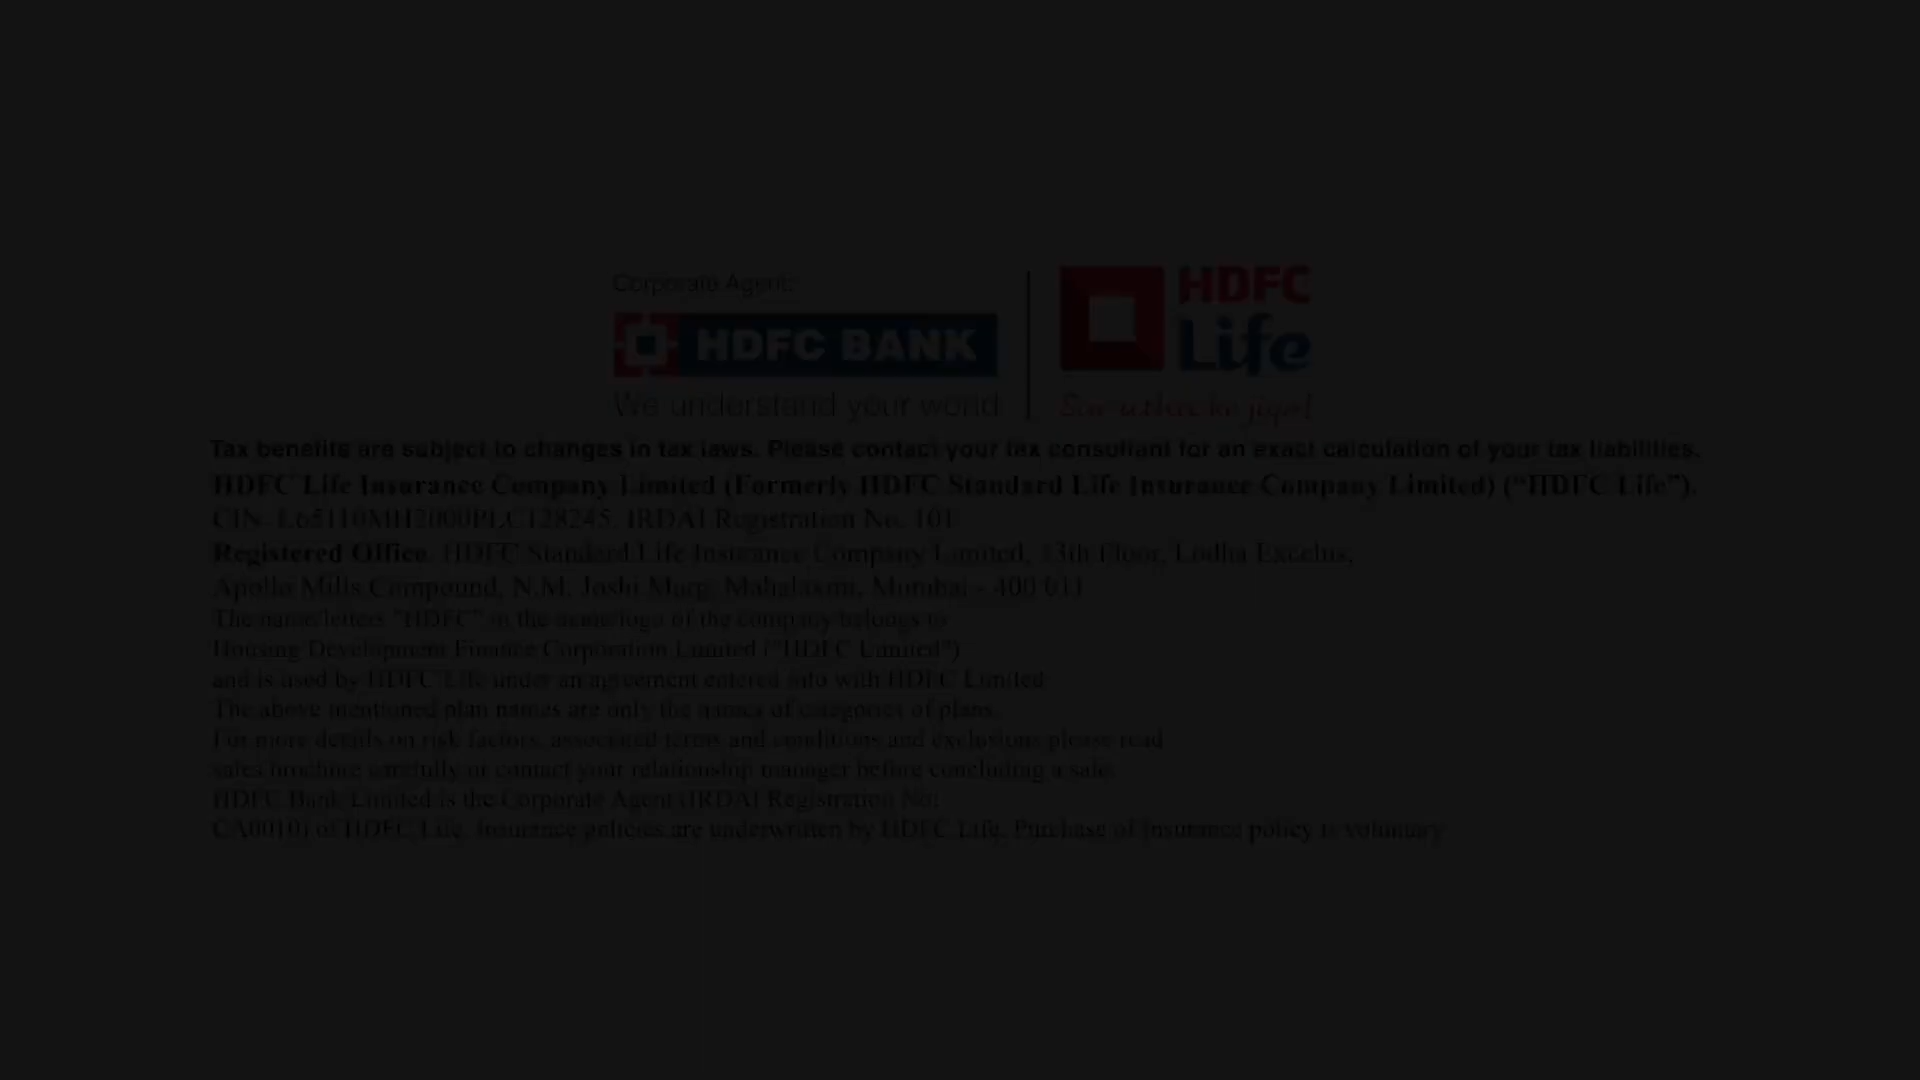 Corporate Agent:
HDFC BANK
We understand your world
HDFC
Life
Sar utha ke jiyo!
Tax benefits are subject to changes in tax laws. Please contact your tax consultant for an exact calculation of your tax liabilities.
HDFC Life Insurance Company Limited (Formerly HDFC Standard Life Insurance Company Limited) (“HDFC Life”).
CIN: L65110MH2000PLC128245. IRDAI Registration No. 101
Registered Office. HDFC Standard Life Insurance Company Limited, 13th Floor, Lodha Excelus,
Apollo Mills Compound, N.M. Joshi Marg, Mahalaxmi, Mumbai - 400 011
The name/letters "HDFC" in the name/logo of the company belongs to
Housing Development Finance Corporation Limited ("HDFC Limited")
and is used by HDFC Life under an agreement entered into with HDFC Limited
The above mentioned plan names are only the names of categories of plans.
For more details on risk factors, associated terms and conditions and exclusions please read
sales brochure carefully or contact your relationship manager before concluding a sale.
HDFC Bank Limited is the Corporate Agent (IRDAI Registration No:
CA0010) of HDFC Life. Insurance policies are underwritten by HDFC Life. Purchase of Insurance policy is voluntary